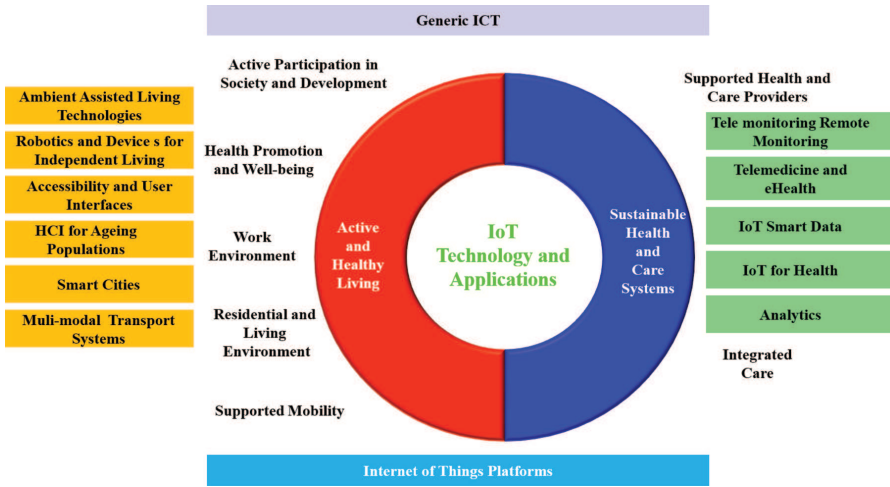 Generic ICT
Ambient Assisted Living
Technologies
Robotics and Device s for
Independent Living
Accessibility and User
Interfaces
HCI for Ageing
Populations
Smart Cities
Muli-modal Transport
Systems
Active Participation in
Society and Development
Health Promotion
and Well-being
Work
Environment
Residential and
Living
Environment
Supported Mobility
Active
and
Healthy
Living
IoT
Technology and
Applications
Sustainable
Health
and
Care
Systems
Supported Health and
Care Providers
Tele monitoring Remote
Monitoring
Telemedicine and
eHealth
IoT Smart Data
IoT for Health
Analytics
Integrated
Care
Internet of Things Platforms